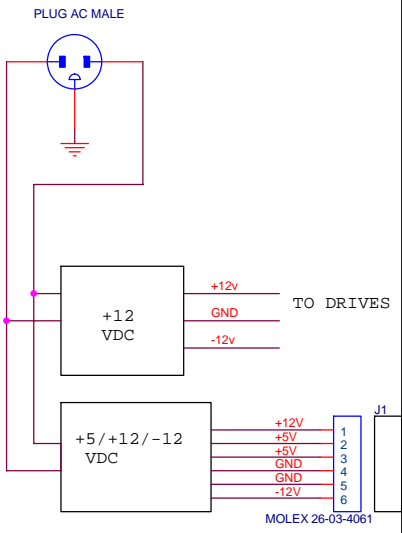 PLUG AC MALE
+12
VDC
+12v
GND
-12v
TO DRIVES
+5/+12/-12
VDC
+12V
+5V
+5V
GND
GND
-12V
1
2
3
4
5
6
J1
MOLEX 26-03-4061